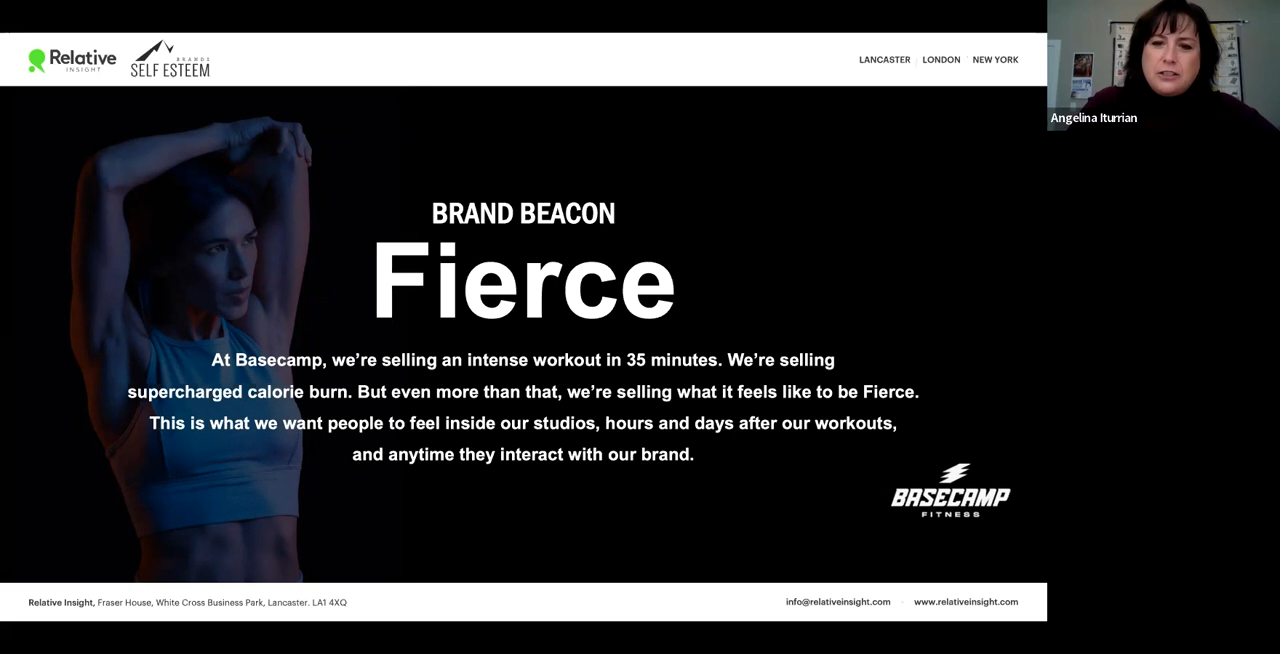 Relative
INSIGHT
BRANDS
SELF ESTEEM
LANCASTER LONDON NEW YORK
Angelina Iturrian
BRAND BEACON
Fierce
At Basecamp, we’re selling an intense workout in 35 minutes. We’re selling
supercharged calorie burn. But even more than that, we’re selling what it feels like to be Fierce.
This is what we want people to feel inside our studios, hours and days after our workouts,
and anytime they interact with our brand.
BASECAMP
FITNESS
Relative Insight, Fraser House, White Cross Business Park, Lancaster. LA1 4XQ
info@relativeinsight.com · www.relativeinsight.com